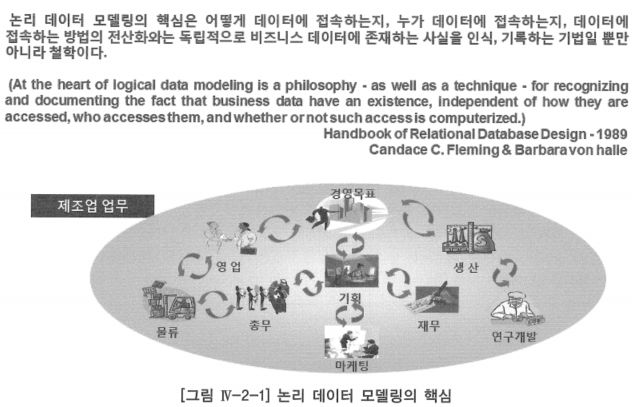 논리 데이터 모델링의 핵심은 어떻게 데이터에 접속하는지, 누가 데이터에 접속하는지, 데이터에
접속하는 방법의 전산화와는 독립적으로 비즈니스 데이터에 존재하는 사실을 인식, 기록하는 기법일 뿐만
아니라 철학이다.
(At the heart of logical data modeling is a philosophy - as well as a technique - for recognizing
and documenting the fact that business data have an existence, independent of how they are
accessed, who accesses them, and whether or not such access is computerized.)
Handbook of Relational Database Design - 1989
Candace C. Fleming & Barbara von halle
제조업 업무
경영목표
영업
생산
물류
총무
기획
재무
연구개발
마케팅
[그림 Ⅳ-2-1] 논리 데이터 모델링의 핵심